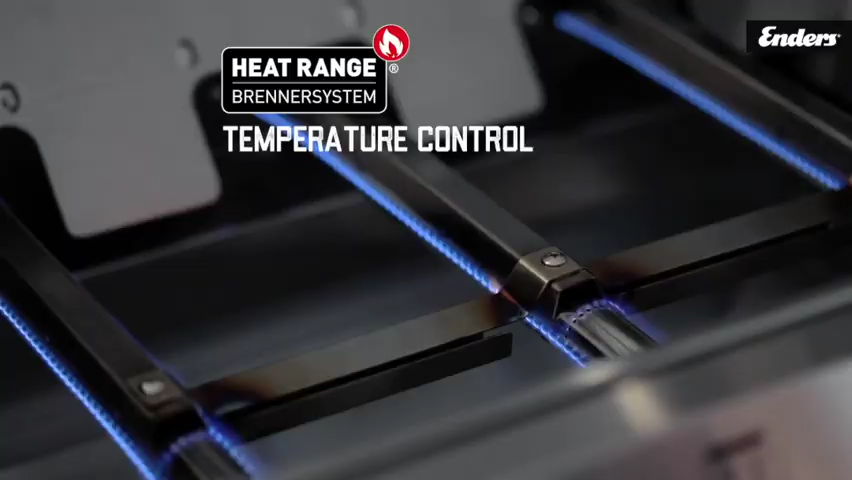 HEAT RANGE
®
BRENNERSYSTEM
TEMPERATURE CONTROL
Enders®